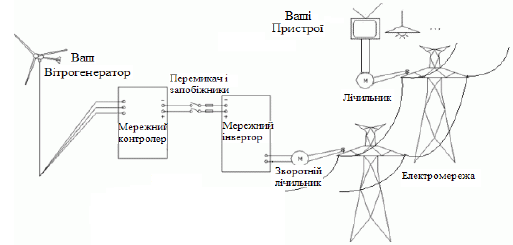 Ваші
Пристрої
Ваш
Вітрогенератор
Перемикач і
запобіжники
M
Лічильник
Мережний
контролер
Мережний
інвертор
M
Зворотній
лічильник
Електромережа